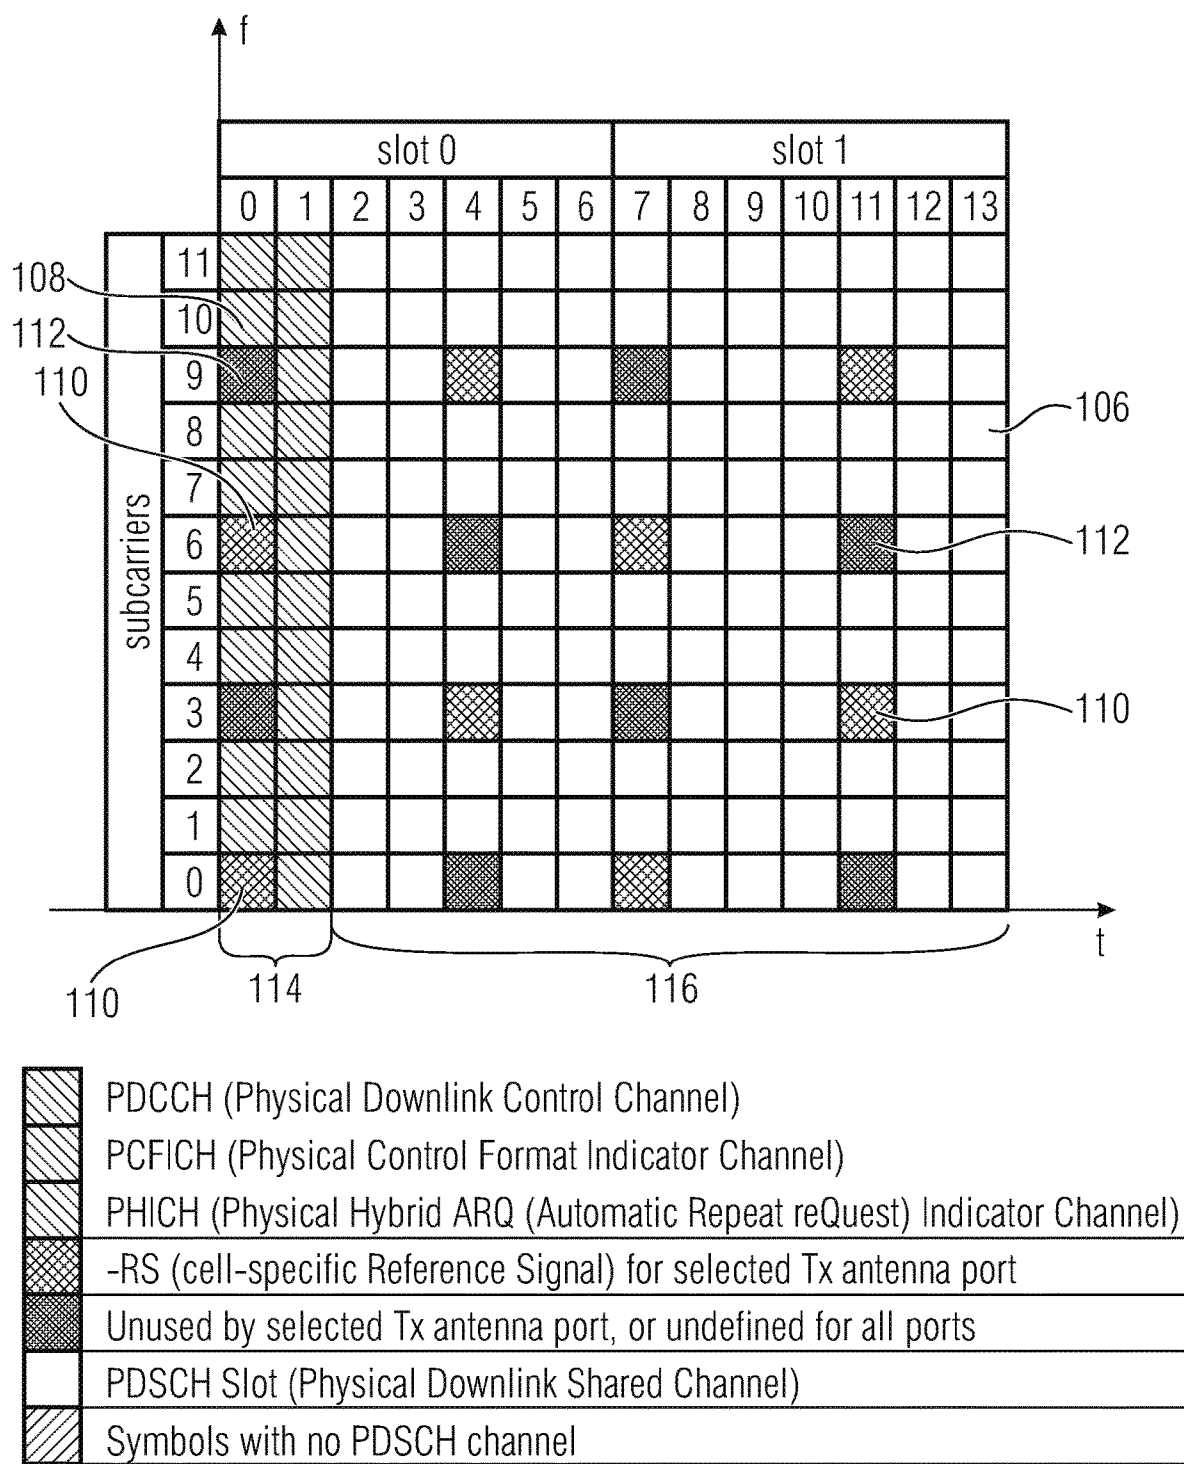 f
slot 0 slot 1
0 1 2 3 4 5 6 7 8 9 10 11 12 13
subcarriers
11
108
10
112
9
110
106
8
7
6
112
5
4
3
110
2
1
0
t
110
114
116
PDCCH (Physical Downlink Control Channel)
PCFICH (Physical Control Format Indicator Channel)
PHICH (Physical Hybrid ARQ (Automatic Repeat reQuest) Indicator Channel)
-RS (cell-specific Reference Signal) for selected Tx antenna port
Unused by selected Tx antenna port, or undefined for all ports
PDSCH Slot (Physical Downlink Shared Channel)
Symbols with no PDSCH channel